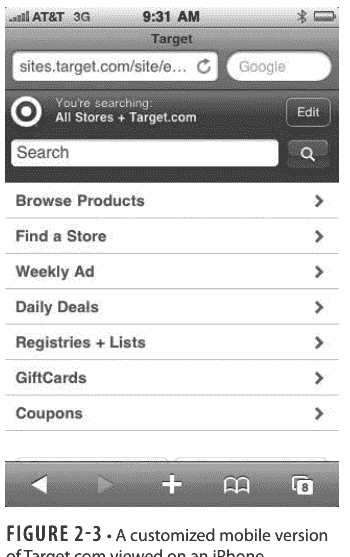 AT&T 3G 9:31 AM
Target
sites.target.com/site/e... Google
You're searching:
All Stores + Target.com
Edit
Search
Browse Products
Find a Store
Weekly Ad
Daily Deals
Registries + Lists
GiftCards
Coupons
8
FIGURE 2-3 • A customized mobile version
of Target.com viewed on an iPhone